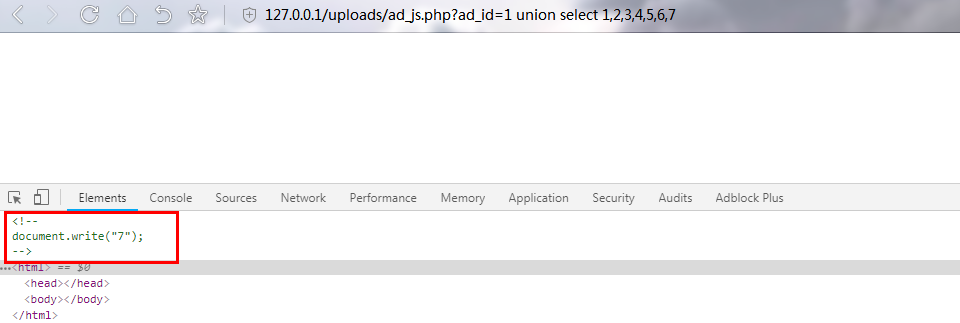 127.0.0.1/uploads/ad_js.php?ad_id=1 union select 1,2,3,4,5,6,7
Elements Console Sources Network Performance Memory Application Security Audits Adblock Plus
<!--
document.write("7");
-->
…<html> == $0
<head></head>
<body></body>
</html>